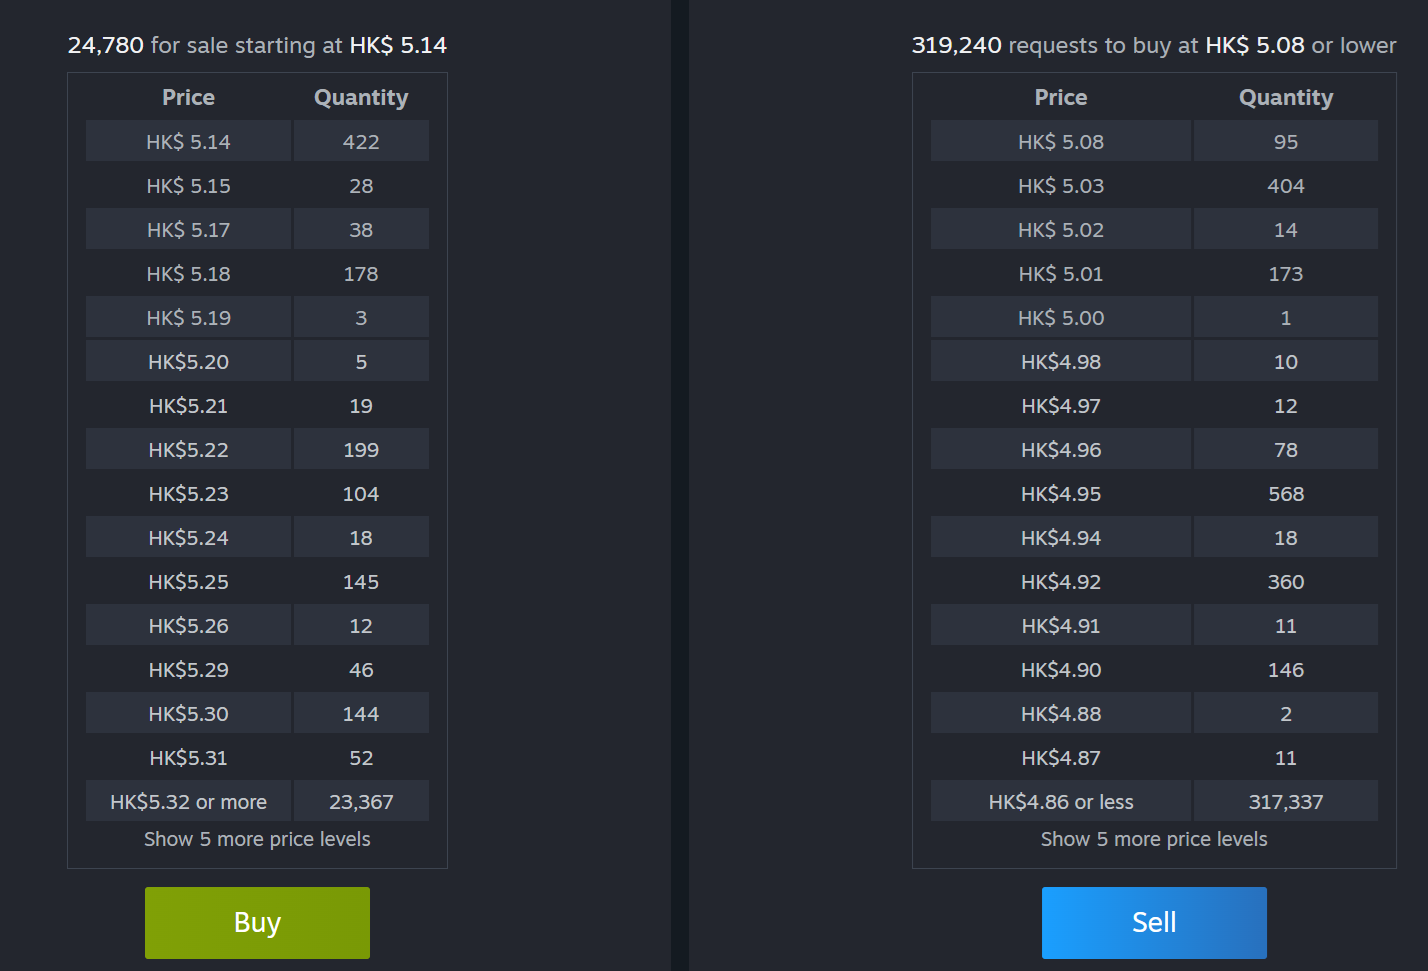 24,780 for sale starting at HK$ 5.14
Price Quantity
HK$ 5.14 422
HK$ 5.15 28
HK$ 5.17 38
HK$ 5.18 178
HK$ 5.19 3
HK$5.20 5
HK$5.21 19
HK$5.22 199
HK$5.23 104
HK$5.24 18
HK$5.25 145
HK$5.26 12
HK$5.29 46
HK$5.30 144
HK$5.31 52
HK$5.32 or more 23,367
Show 5 more price levels
Buy
319,240 requests to buy at HK$ 5.08 or lower
Price Quantity
HK$ 5.08 95
HK$ 5.03 404
HK$ 5.02 14
HK$ 5.01 173
HK$ 5.00 1
HK$4.98 10
HK$4.97 12
HK$4.96 78
HK$4.95 568
HK$4.94 18
HK$4.92 360
HK$4.91 11
HK$4.90 146
HK$4.88 2
HK$4.87 11
HK$4.86 or less 317,337
Show 5 more price levels
Sell